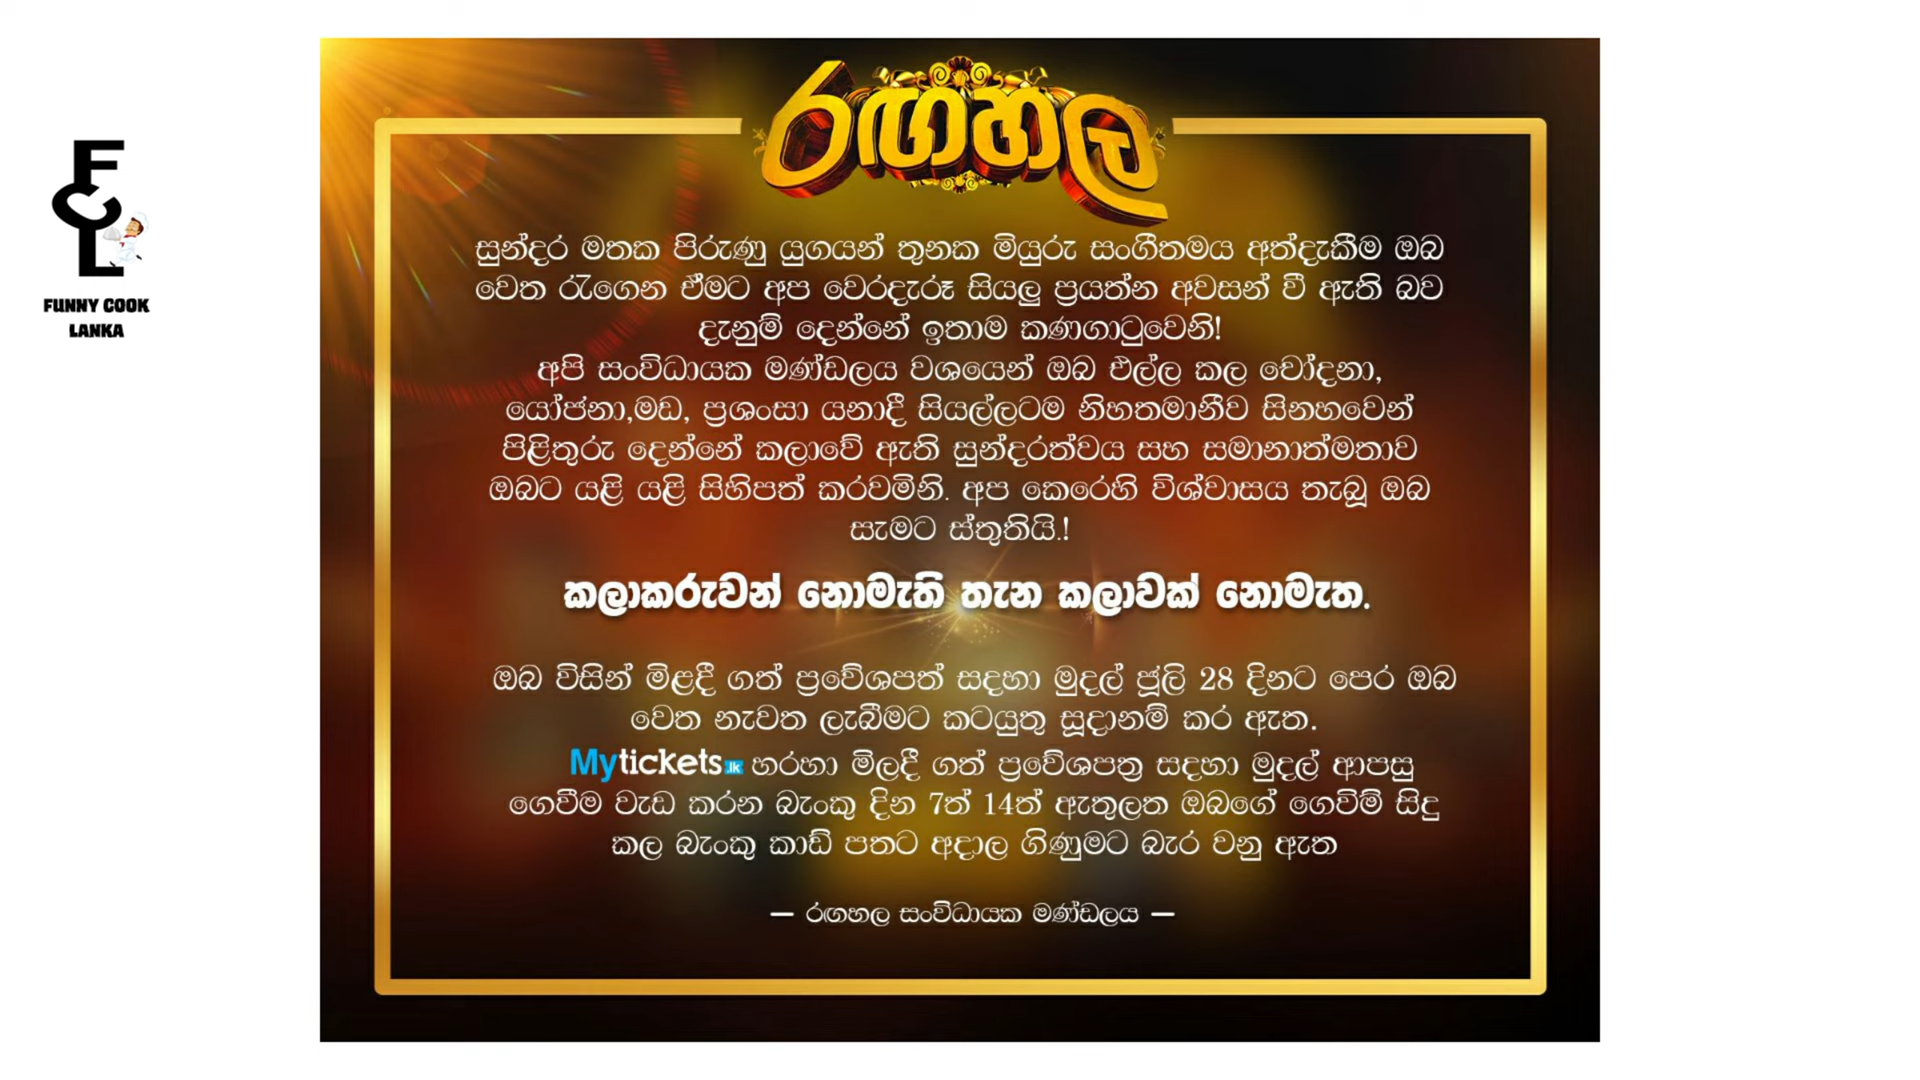 රඟහල
F
C
L
FUNNY COOK
LANKA
සුන්දර මතක පිරුණු යුගයන් තුනක මියුරු සංගීතමය අත්දැකීම ඔබ
වෙත රැගෙන ඒමට අප වෙරදැරූ සියලු ප්‍රයත්න අවසන් වී ඇති බව
දැනුම් දෙන්නේ ඉතාම කණගාටුවෙනි!
අපි සංවිධායක මණ්ඩලය වශයෙන් ඔබ එල්ල කල චෝදනා,
යෝජනා,මඩ, ප්‍රශංසා යනාදී සියල්ලටම නිහතමානීව සිනහවෙන්
පිළිතුරු දෙන්නේ කලාවේ ඇති සුන්දරත්වය සහ සමානාත්මතාව
ඔබට යළි යළි සිහිපත් කරවමිනි. අප කෙරෙහි විශ්වාසය තැබූ ඔබ
සැමට ස්තුතියි.!
කලාකරුවන් නොමැති තැන කලාවක් නොමැත.
ඔබ විසින් මිළදී ගත් ප්‍රවේශපත් සදහා මුදල් ජූලි 28 දිනට පෙර ඔබ
වෙත නැවත ලැබීමට කටයුතු සූදානම් කර ඇත.
Mytickets.lk හරහා මිලදී ගත් ප්‍රවේශපත්‍ර සදහා මුදල් ආපසු
ගෙවීම වැඩ කරන බැංකු දින 7ත් 14ත් ඇතුලත ඔබගේ ගෙවීම් සිදු
කල බැංකු කාඩ් පතට අදාල ගිණුමට බැර වනු ඇත
— රඟහල සංවිධායක මණ්ඩලය —